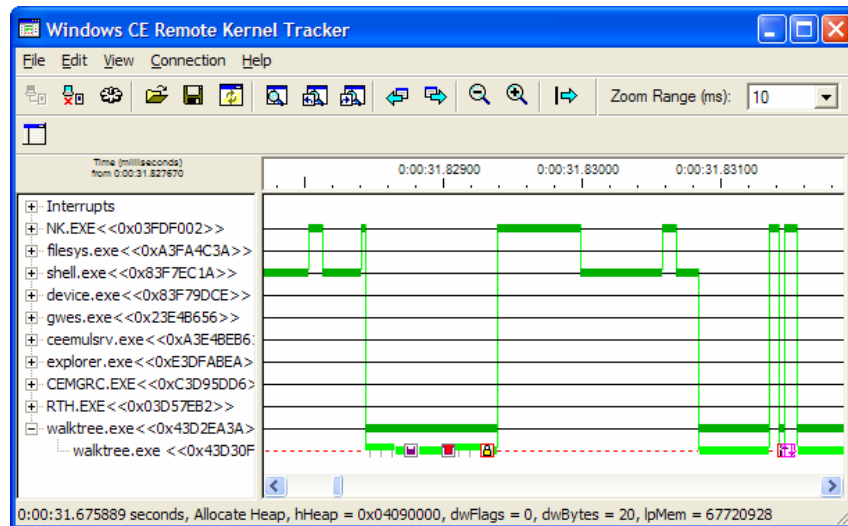 Windows CE Remote Kernel Tracker
File Edit View Connection Help
Zoom Range (ms): 10
Time (milliseconds)
from 0:00:31.827670
0:00:31.82900 0:00:31.83000 0:00:31.83100
Interrupts
NK.EXE<<0x03FDF002>>
filesys.exe<<0xA3FA4C3A>>
shell.exe<<0x83F7EC1A>>
device.exe<<0x83F79DCE>>
gwes.exe<<0x23E4B656>>
ceemulsrv.exe<<0xA3E4BEB6
explorer.exe<<0xE3DFABEA>
CEMGRC.EXE<<0xC3D95DD6>
RTH.EXE<<0x03D57EB2>>
walktree.exe<<0x43D2EA3A>
walktree.exe <<0x43D30F
0:00:31.675889 seconds, Allocate Heap, hHeap = 0x04090000, dwFlags = 0, dwBytes = 20, lpMem = 67720928